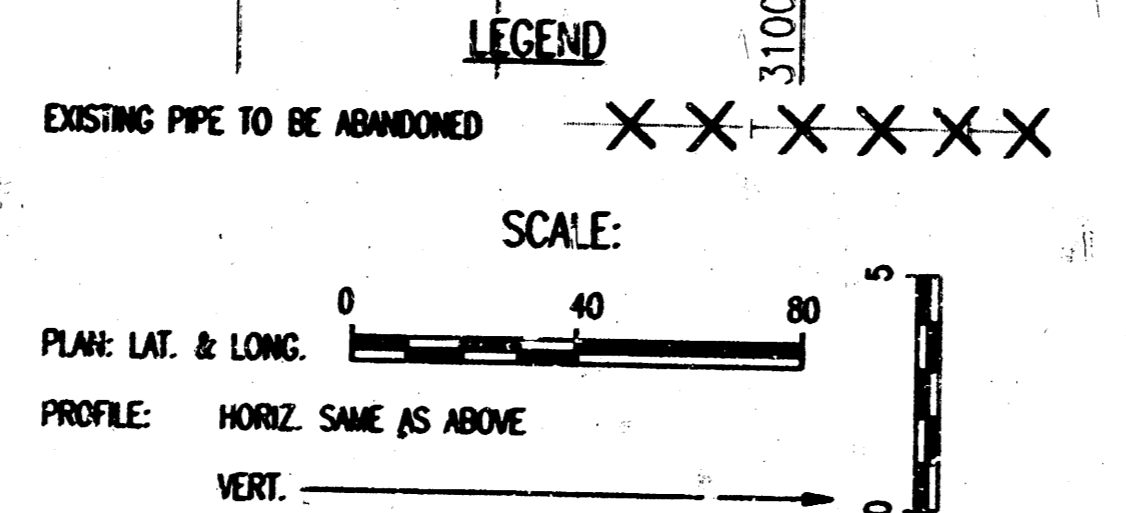 LEGEND
3100
EXISTING PIPE TO BE ABANDONED
SCALE:
0 40 80
5
PLAN: LAT. & LONG.
PROFILE: HORIZ. SAME AS ABOVE
VERT.
0